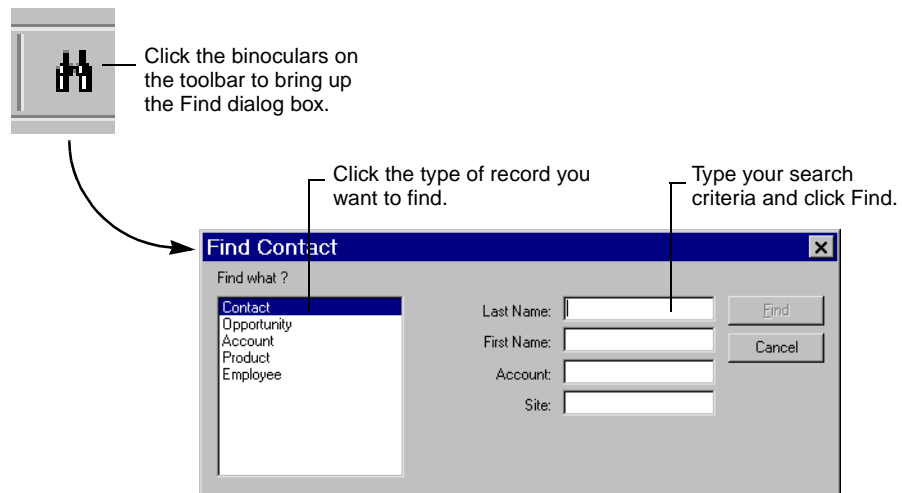 Click the binoculars on
the toolbar to bring up
the Find dialog box.
Click the type of record you
want to find.
Type your search
criteria and click Find.
Find Contact
Find what ?
Contact
Opportunity
Account
Product
Employee
Last Name:
First Name:
Account:
Site:
Find
Cancel